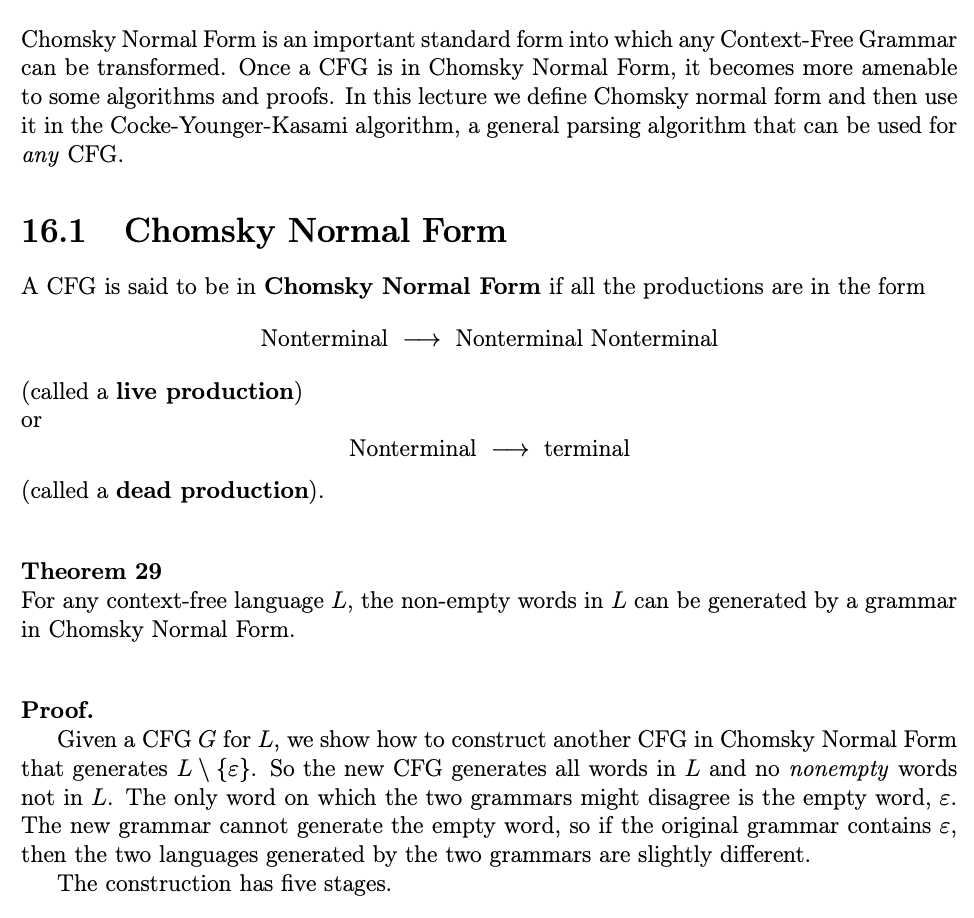 Chomsky Normal Form is an important standard form into which any Context-Free Grammar
can be transformed. Once a CFG is in Chomsky Normal Form, it becomes more amenable
to some algorithms and proofs. In this lecture we define Chomsky normal form and then use
it in the Cocke-Younger-Kasami algorithm, a general parsing algorithm that can be used for
any CFG.
16.1 Chomsky Normal Form
A CFG is said to be in Chomsky Normal Form if all the productions are in the form
Nonterminal ⟶ Nonterminal Nonterminal
(called a live production)
or
Nonterminal ⟶ terminal
(called a dead production).
Theorem 29
For any context-free language L, the non-empty words in L can be generated by a grammar
in Chomsky Normal Form.
Proof.
Given a CFG G for L, we show how to construct another CFG in Chomsky Normal Form
that generates L \ {ε}. So the new CFG generates all words in L and no nonempty words
not in L. The only word on which the two grammars might disagree is the empty word, ε.
The new grammar cannot generate the empty word, so if the original grammar contains ε,
then the two languages generated by the two grammars are slightly different.
The construction has five stages.